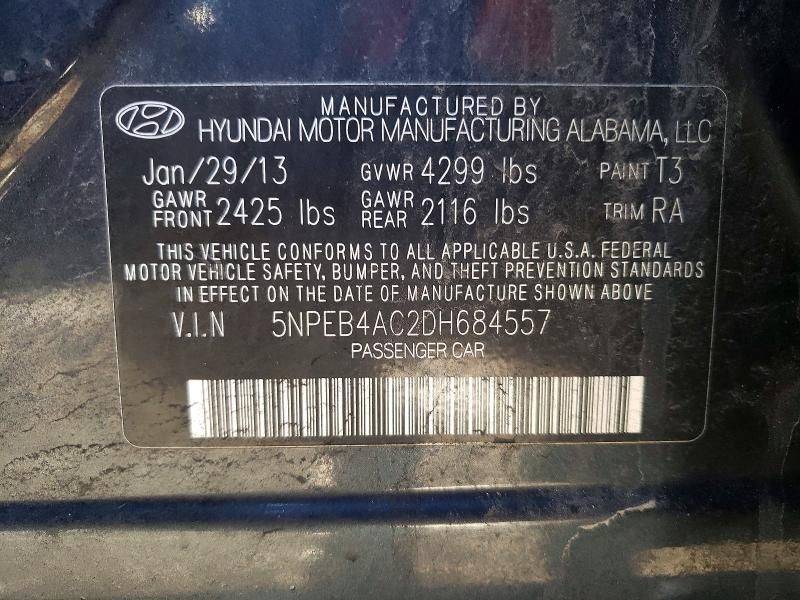 MANUFACTURED BY
HYUNDAI MOTOR MANUFACTURING ALABAMA, LLC
Jan/29/13 GVWR 4299 lbs PAINT T3
GAWR FRONT 2425 lbs GAWR REAR 2116 lbs TRIM RA
THIS VEHICLE CONFORMS TO ALL APPLICABLE U.S.A. FEDERAL
MOTOR VEHICLE SAFETY, BUMPER, AND THEFT PREVENTION STANDARDS
IN EFFECT ON THE DATE OF MANUFACTURE SHOWN ABOVE.
V.I.N 5NPEB4AC2DH684557
PASSENGER CAR